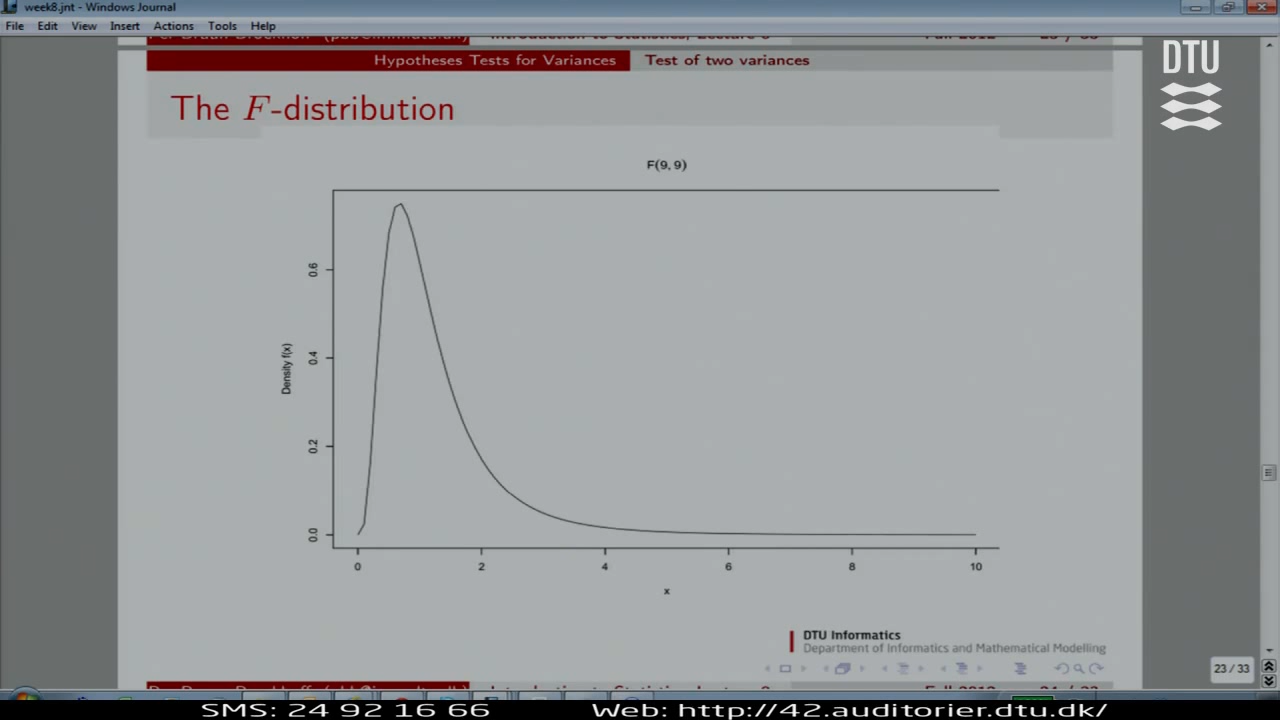 week8.jnt - Windows Journal
File Edit View Insert Actions Tools Help
DTU
Hypotheses Tests for Variances Test of two variances
The F-distribution
F(9, 9)
Density f(x)
0.6
0.4
0.2
0.0
0 2 4 6 8 10
x
DTU Informatics
Department of Informatics and Mathematical Modelling
23 / 33
SMS: 24 92 16 66 Web: http://42.auditorier.dtu.dk/